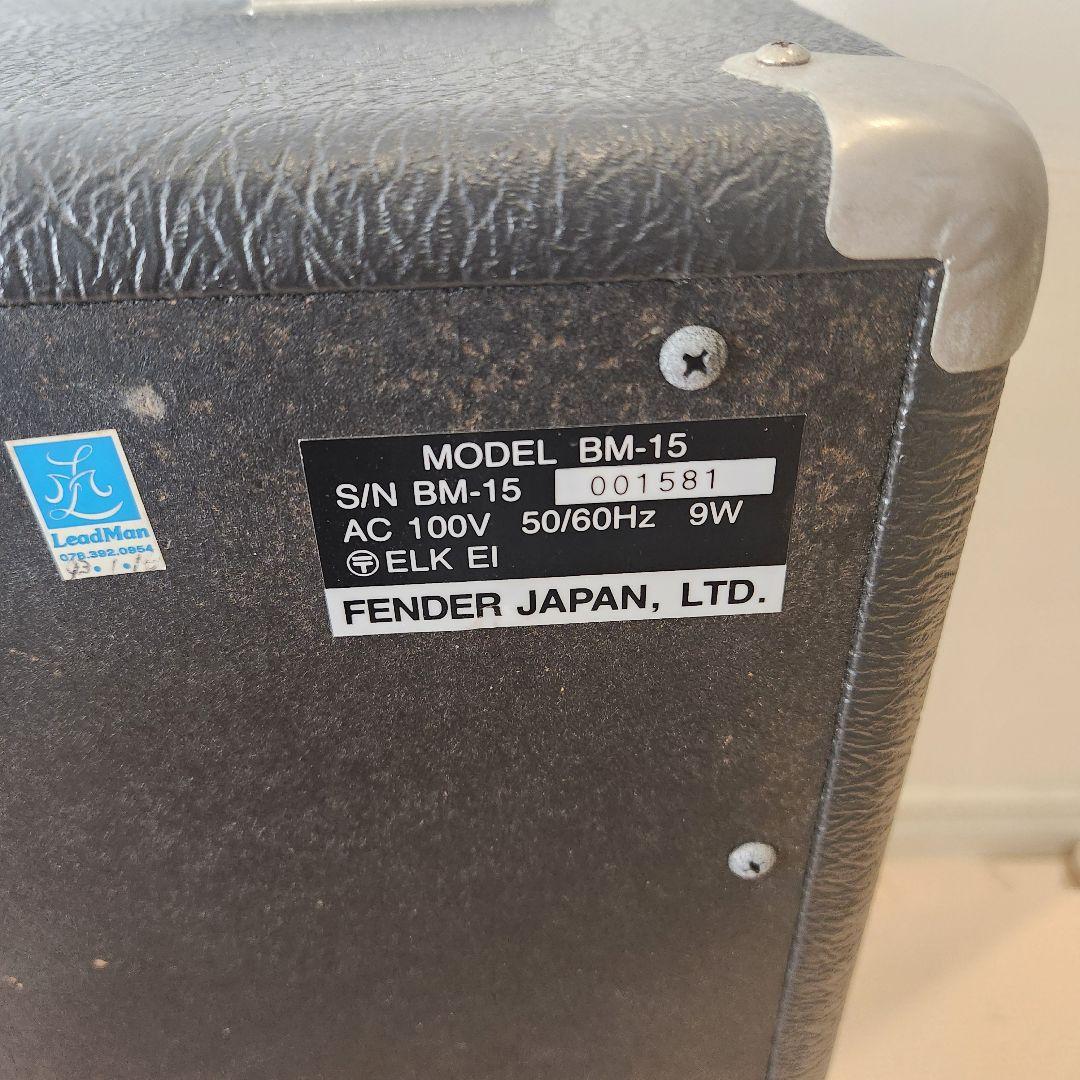 MODEL BM-15
S/N BM-15 001581
AC 100V 50/60Hz 9W
〒 ELK EI
FENDER JAPAN, LTD.
LeadMan
078.392.0954